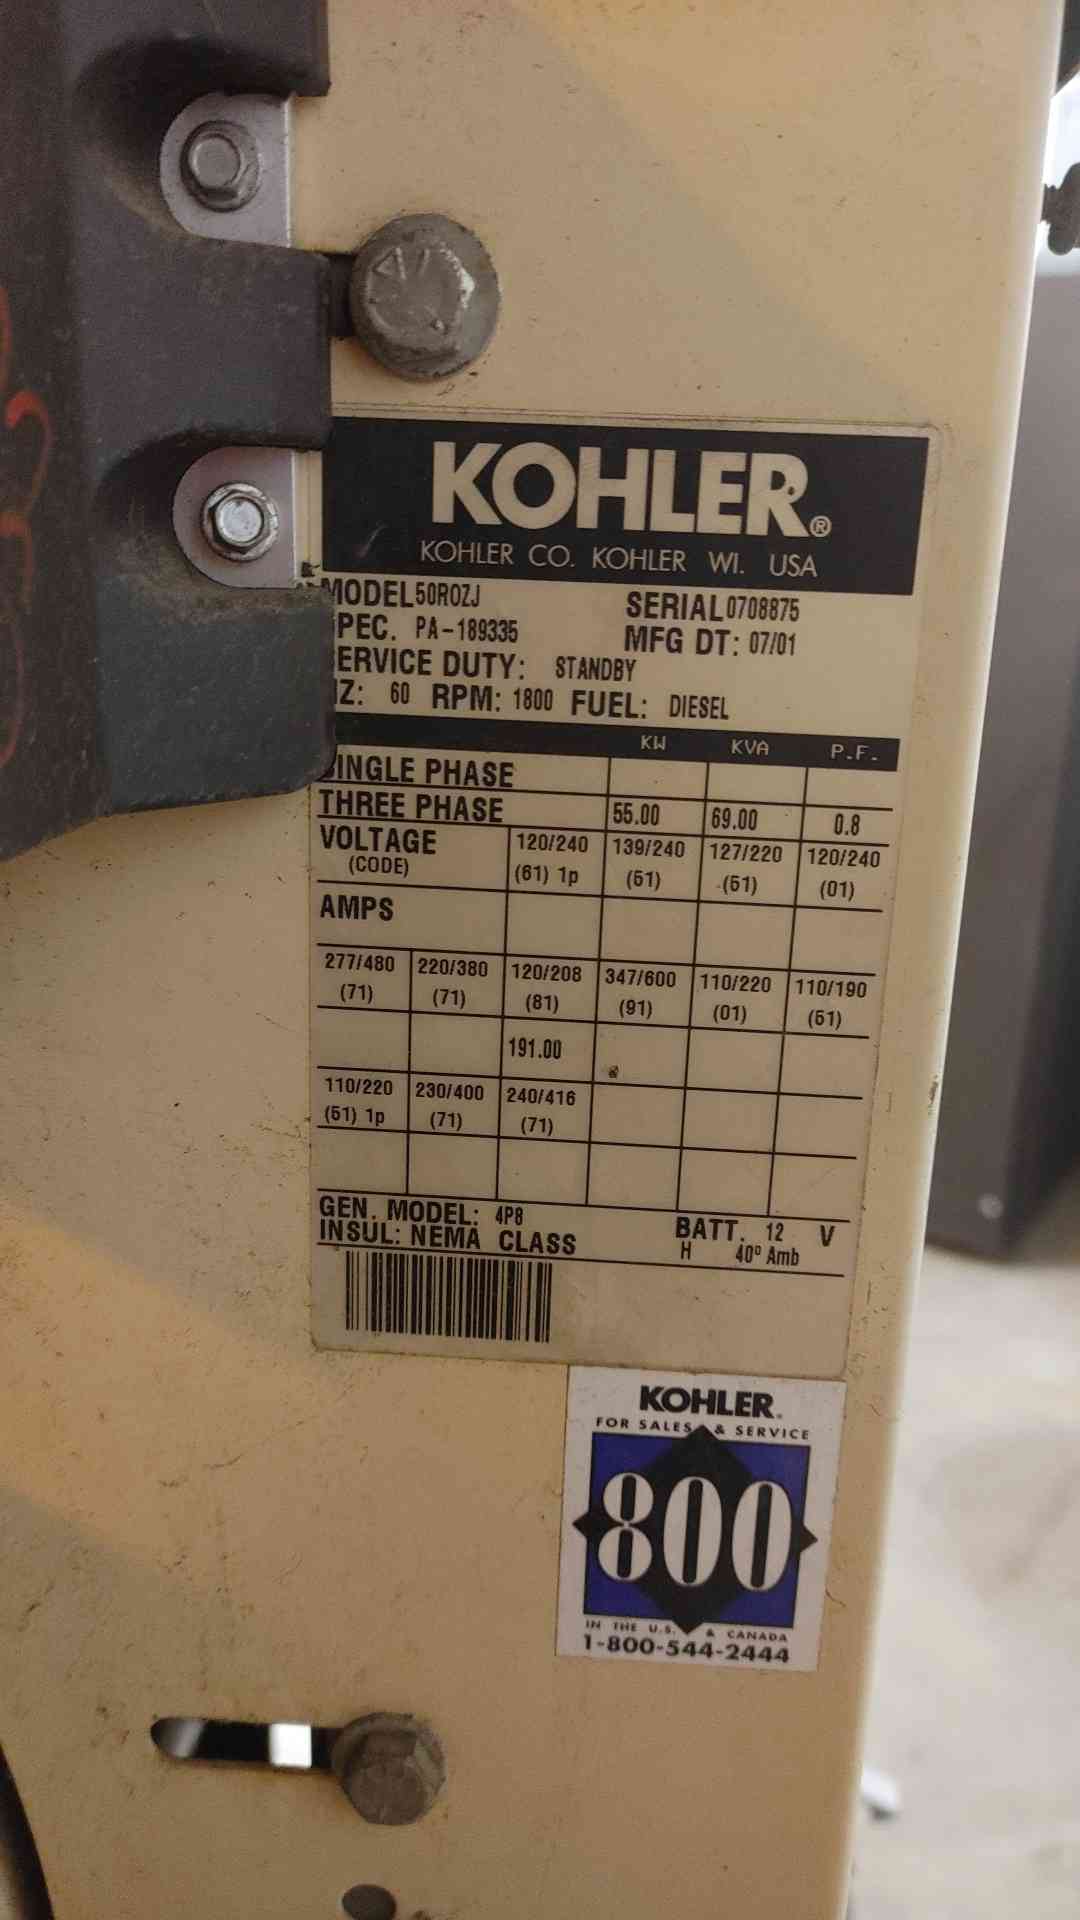 KOHLER®
KOHLER CO. KOHLER WI. USA
MODEL 50ROZJ SERIAL 0708875
PEC. PA-189335 MFG DT: 07/01
ERVICE DUTY: STANDBY
Z: 60 RPM: 1800 FUEL: DIESEL
KW KVA P.F.
INGLE PHASE
THREE PHASE 55.00 69.00 0.8
VOLTAGE 120/240 139/240 127/220 120/240
(CODE) (61) 1p (51) (51) (01)
AMPS
277/480 220/380 120/208 347/600 110/220 110/190
(71) (71) (81) (91) (01) (51)
191.00
110/220 230/400 240/416
(51) 1p (71) (71)
GEN. MODEL: 4P8 BATT. 12 V
INSUL: NEMA CLASS H 40º Amb
KOHLER®
FOR SALES & SERVICE
800
IN THE U.S. & CANADA
1-800-544-2444